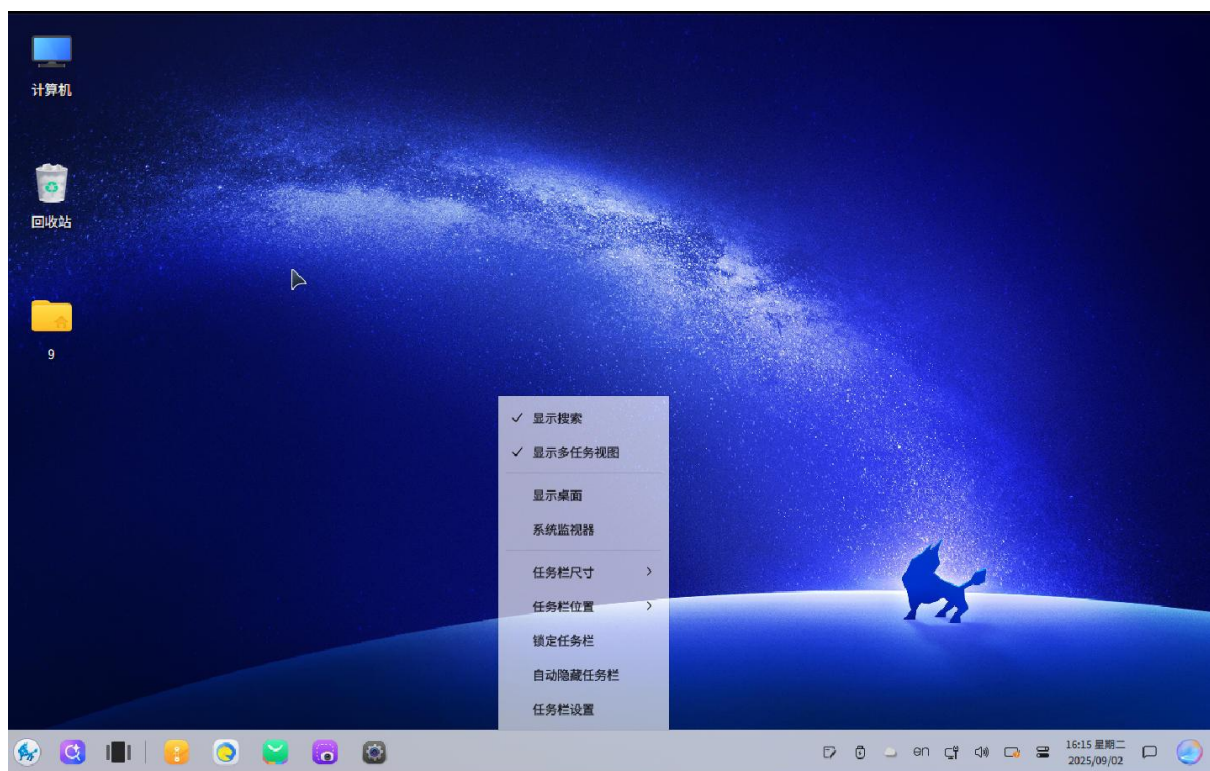 计算机
回收站
9
显示搜索
显示多任务视图
显示桌面
系统监视器
任务栏尺寸
任务栏位置
锁定任务栏
自动隐藏任务栏
任务栏设置
en
16:15 星期二
2025/09/02